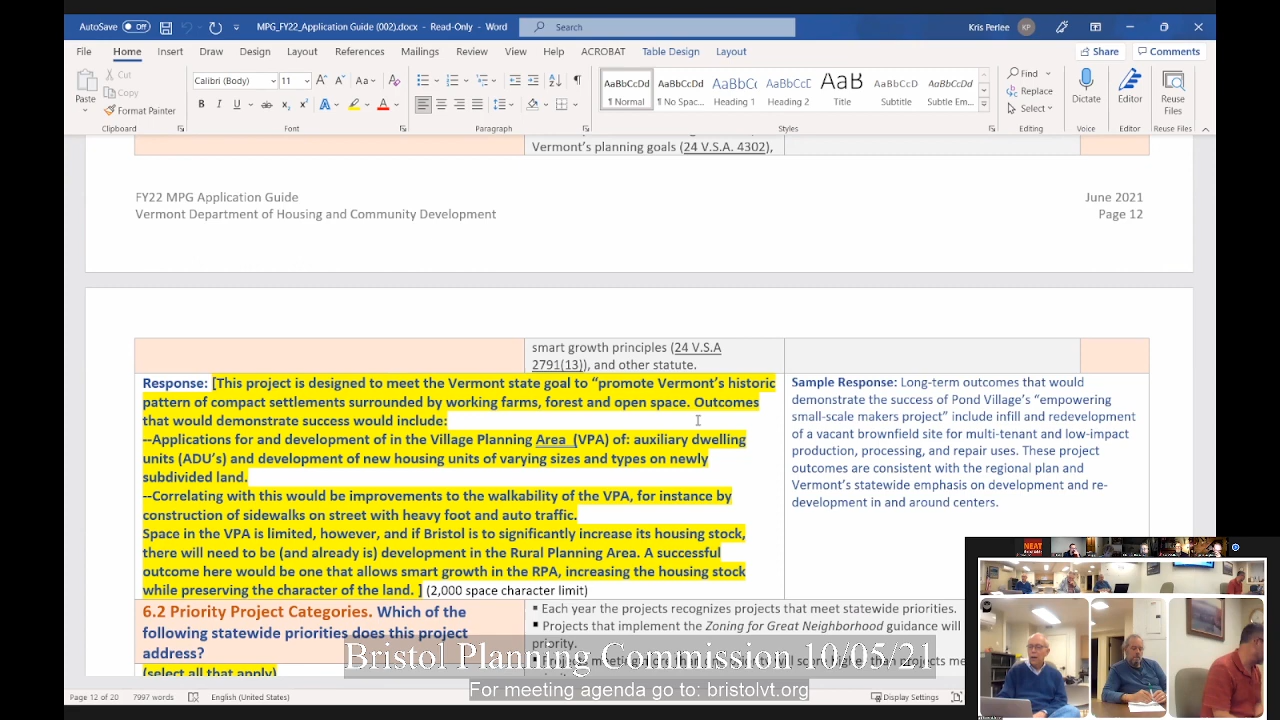 AutoSave Off MPG_FY22_Application Guide (002).docx - Read-Only - Word Search Kris Perlee KP
File Home Insert Draw Design Layout References Mailings Review View Help ACROBAT Table Design Layout Share Comments
Paste Cut Copy Format Painter
Calibri (Body) 11
AaBbCcDd AaBbCcDd AaBbCc AaBbCcC AaB AaBbCcDd AaBbCcDd
¶ Normal ¶ No Spac... Heading 1 Heading 2 Title Subtitle Subtle Em...
Find Replace Select Dictate Editor Reuse Files
Clipboard Font Paragraph Styles Editing Voice Editor Reuse Files
Vermont's planning goals (24 V.S.A. 4302),
FY22 MPG Application Guide June 2021
Vermont Department of Housing and Community Development Page 12
smart growth principles (24 V.S.A
2791(13)), and other statute.
Response: [This project is designed to meet the Vermont state goal to “promote Vermont’s historic
pattern of compact settlements surrounded by working farms, forest and open space. Outcomes
that would demonstrate success would include:
--Applications for and development of in the Village Planning Area (VPA) of: auxiliary dwelling
units (ADU’s) and development of new housing units of varying sizes and types on newly
subdivided land.
--Correlating with this would be improvements to the walkability of the VPA, for instance by
construction of sidewalks on street with heavy foot and auto traffic.
Space in the VPA is limited, however, and if Bristol is to significantly increase its housing stock,
there will need to be (and already is) development in the Rural Planning Area. A successful
outcome here would be one that allows smart growth in the RPA, increasing the housing stock
while preserving the character of the land. ] (2,000 space character limit)
Sample Response: Long-term outcomes that would
demonstrate the success of Pond Village’s “empowering
small-scale makers project” include infill and redevelopment
of a vacant brownfield site for multi-tenant and low-impact
production, processing, and repair uses. These project
outcomes are consistent with the regional plan and
Vermont’s statewide emphasis on development and re-
development in and around centers.
6.2 Priority Project Categories. Which of the
following statewide priorities does this project
address?
(select all that apply)
▪ Each year the projects recognizes projects that meet statewide priorities.
▪ Projects that implement the Zoning for Great Neighborhood guidance will
priority.
Bristol Planning Commission 10/05/21
For meeting agenda go to: bristolvt.org
Page 12 of 20 7997 words English (United States) Display Settings
NEAT